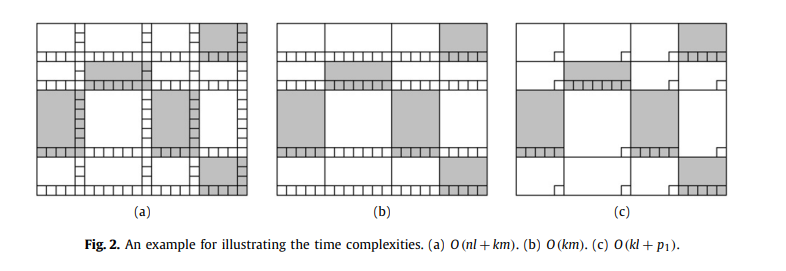 (a)
(b)
(c)
Fig. 2. An example for illustrating the time complexities. (a) O(nl + km). (b) O(km). (c) O(kl + p₁).